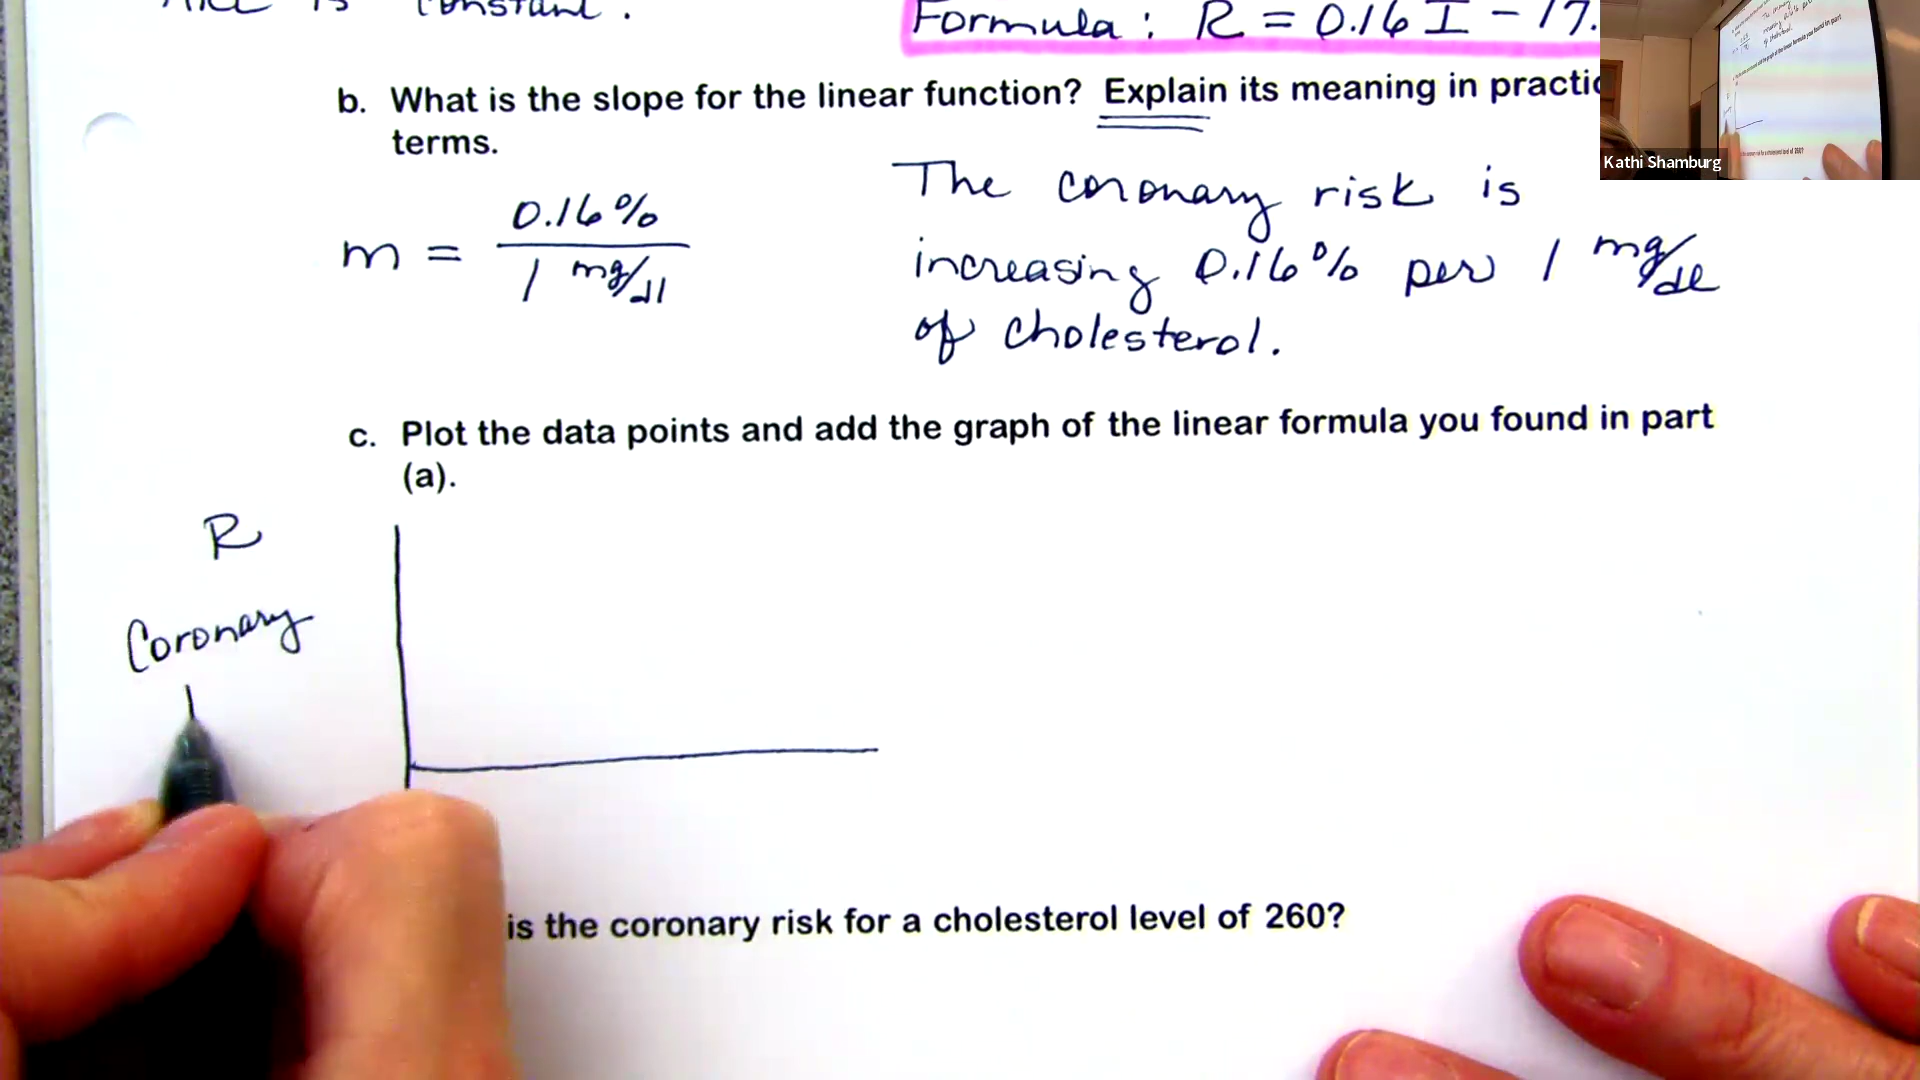 is constant.
Formula: R = 0.16 I - 17.
b. What is the slope for the linear function? Explain its meaning in
terms.
m = 0.16% / 1 mg/dl
The coronary risk is
increasing 0.16% per 1 mg/dl
of cholesterol.
c. Plot the data points and add the graph of the linear formula you found in part
(a).
R
Coronary
is the coronary risk for a cholesterol level of 260?
Kathi Shamburg